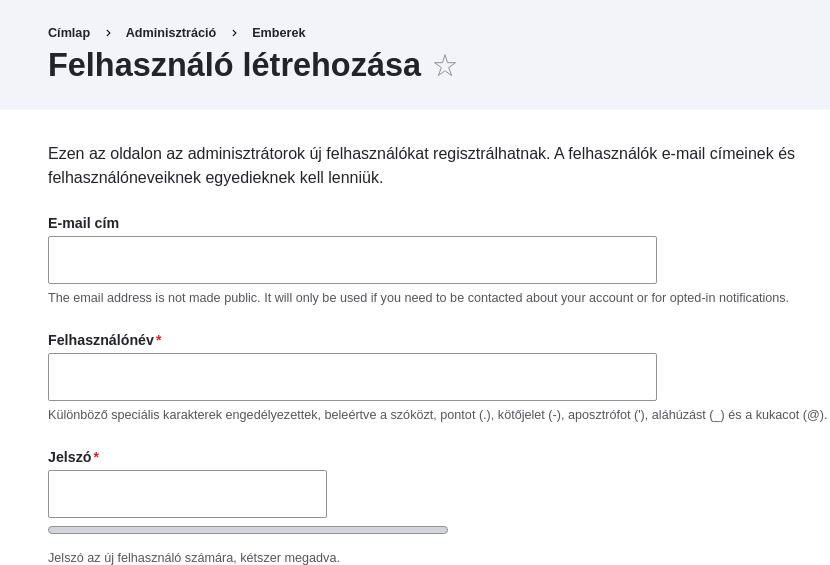 Címlap › Adminisztráció › Emberek
Felhasználó létrehozása ☆
Ezen az oldalon az adminisztrátorok új felhasználókat regisztrálhatnak. A felhasználók e-mail címeinek és
felhasználóneveiknek egyedieknek kell lenniük.
E-mail cím
The email address is not made public. It will only be used if you need to be contacted about your account or for opted-in notifications.
Felhasználónév*
Különböző speciális karakterek engedélyezettek, beleértve a szóközt, pontot (.), kötőjelet (-), aposztrófot ('), aláhúzást (_) és a kukacot (@).
Jelszó*
Jelszó az új felhasználó számára, kétszer megadva.